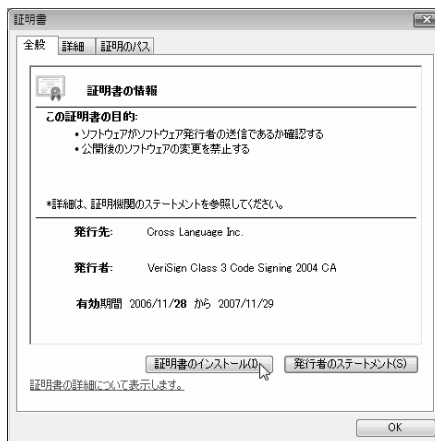 証明書
全般 詳細 証明のパス
証明書の情報
この証明書の目的:
• ソフトウェアがソフトウェア発行者の送信であるか確認する
• 公開後のソフトウェアの変更を禁止する
*詳細は、証明機関のステートメントを参照してください。
発行先: Cross Language Inc.
発行者: VeriSign Class 3 Code Signing 2004 CA
有効期間 2006/11/28 から 2007/11/29
証明書のインストール(I) 発行者のステートメント(S)
証明書の詳細について表示します。
OK